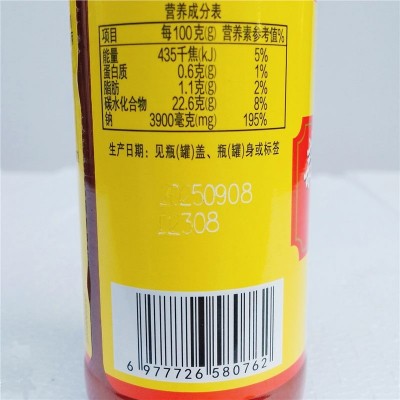 营养成分表
项目 每100克(g) 营养素参考值%
能量 435千焦(kJ) 5%
蛋白质 0.6克(g) 1%
脂肪 1.1克(g) 2%
碳水化合物 22.6克(g) 8%
钠 3900毫克(mg) 195%
生产日期：见瓶(罐)盖、瓶(罐)身或标签
20250908
2308
6 977726 580762